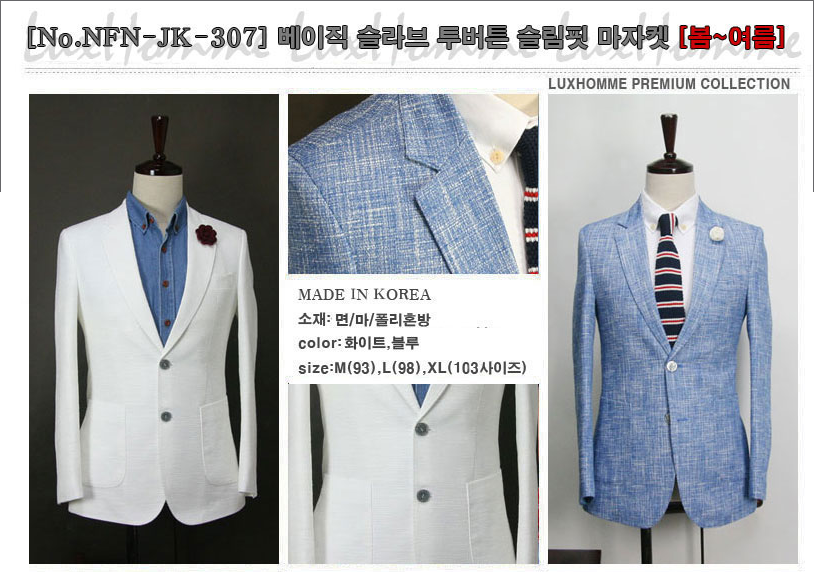 [No.NFN-JK-307] 베이직 슬라브 투버튼 슬림핏 마자켓 [봄~여름]
LUXHOMME PREMIUM COLLECTION
MADE IN KOREA
소재: 면/마/폴리혼방
color:화이트,블루
size:M(93),L(98),XL(103사이즈)